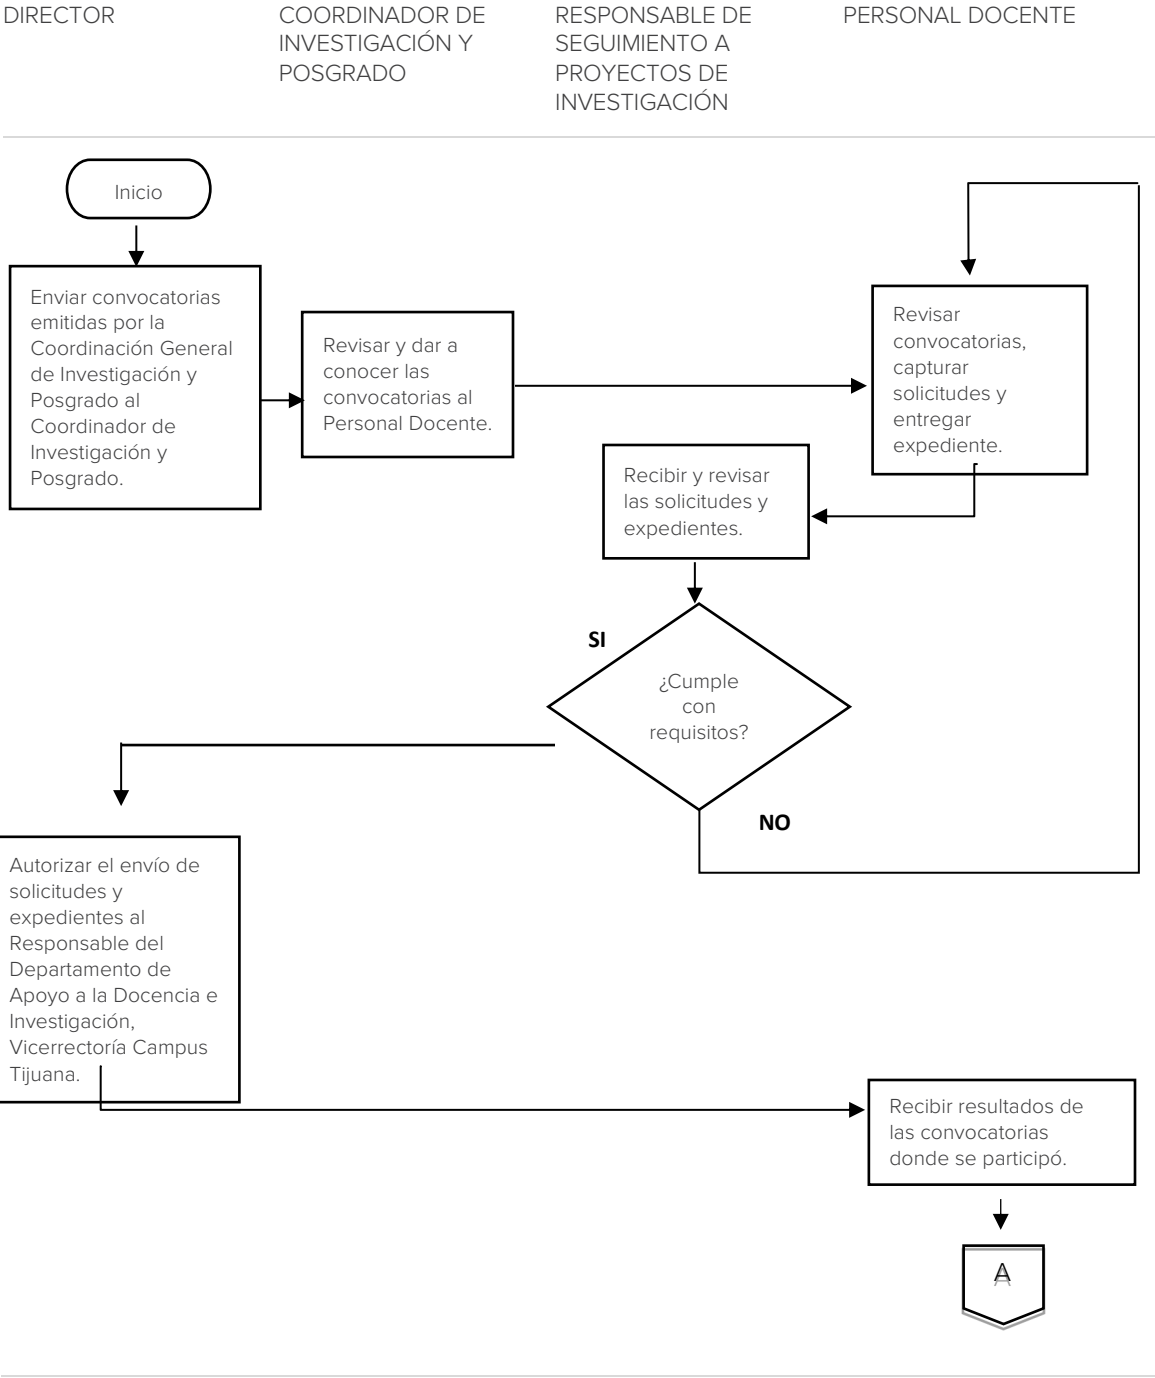 DIRECTOR
COORDINADOR DE
INVESTIGACIÓN Y
POSGRADO
RESPONSABLE DE
SEGUIMIENTO A
PROYECTOS DE
INVESTIGACIÓN
PERSONAL DOCENTE
Inicio
Enviar convocatorias
emitidas por la
Coordinación General
de Investigación y
Posgrado al
Coordinador de
Investigación y
Posgrado.
Revisar y dar a
conocer las
convocatorias al
Personal Docente.
Revisar
convocatorias,
capturar
solicitudes y
entregar
expediente.
Recibir y revisar
las solicitudes y
expedientes.
SI
¿Cumple
con
requisitos?
NO
Autorizar el envío de
solicitudes y
expedientes al
Responsable del
Departamento de
Apoyo a la Docencia e
Investigación,
Vicerrectoría Campus
Tijuana.
Recibir resultados de
las convocatorias
donde se participó.
A